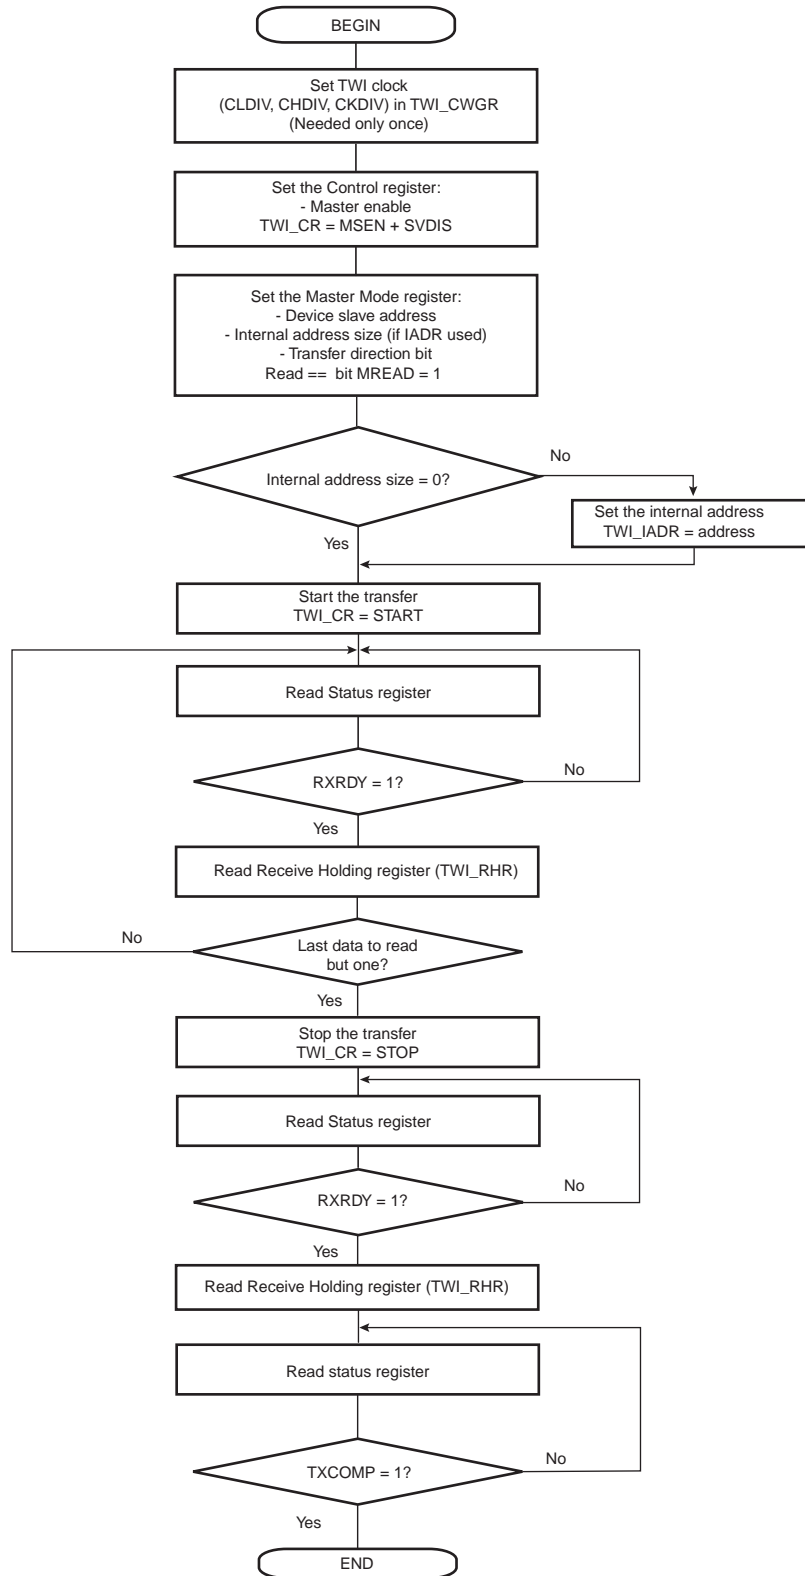 BEGIN
Set TWI clock
(CLDIV, CHDIV, CKDIV) in TWI_CWGR
(Needed only once)
Set the Control register:
- Master enable
TWI_CR = MSEN + SVDIS
Set the Master Mode register:
- Device slave address
- Internal address size (if IADR used)
- Transfer direction bit
Read == bit MREAD = 1
Internal address size = 0?
No
Set the internal address
TWI_IADR = address
Yes
Start the transfer
TWI_CR = START
Read Status register
RXRDY = 1?
No
Yes
Read Receive Holding register (TWI_RHR)
No
Last data to read
but one?
Yes
Stop the transfer
TWI_CR = STOP
Read Status register
RXRDY = 1?
No
Yes
Read Receive Holding register (TWI_RHR)
Read status register
TXCOMP = 1?
No
Yes
END